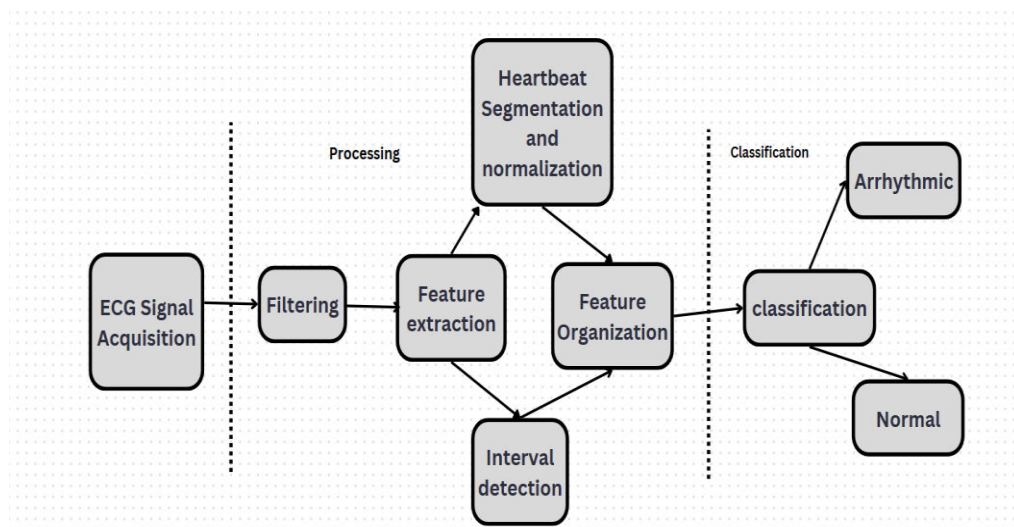 Processing
Classification
ECG Signal
Acquisition
Filtering
Feature
extraction
Heartbeat
Segmentation
and
normalization
Interval
detection
Feature
Organization
classification
Arrhythmic
Normal